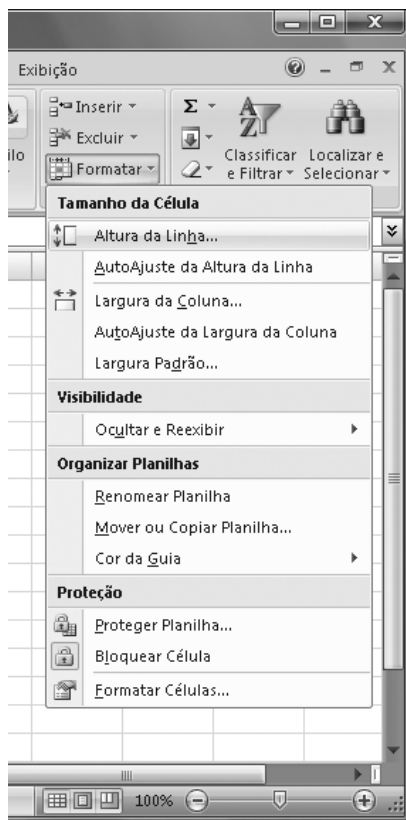 Exibição
Inserir
Excluir
Formatar
ilo
Σ
A
Z
Classificar
e Filtrar
Localizar e
Selecionar
Tamanho da Célula
Altura da Linha...
AutoAjuste da Altura da Linha
Largura da Coluna...
AutoAjuste da Largura da Coluna
Largura Padrão...
Visibilidade
Ocultar e Reexibir
Organizar Planilhas
Renomear Planilha
Mover ou Copiar Planilha...
Cor da Guia
Proteção
Proteger Planilha...
Bloquear Célula
Formatar Células...
100%